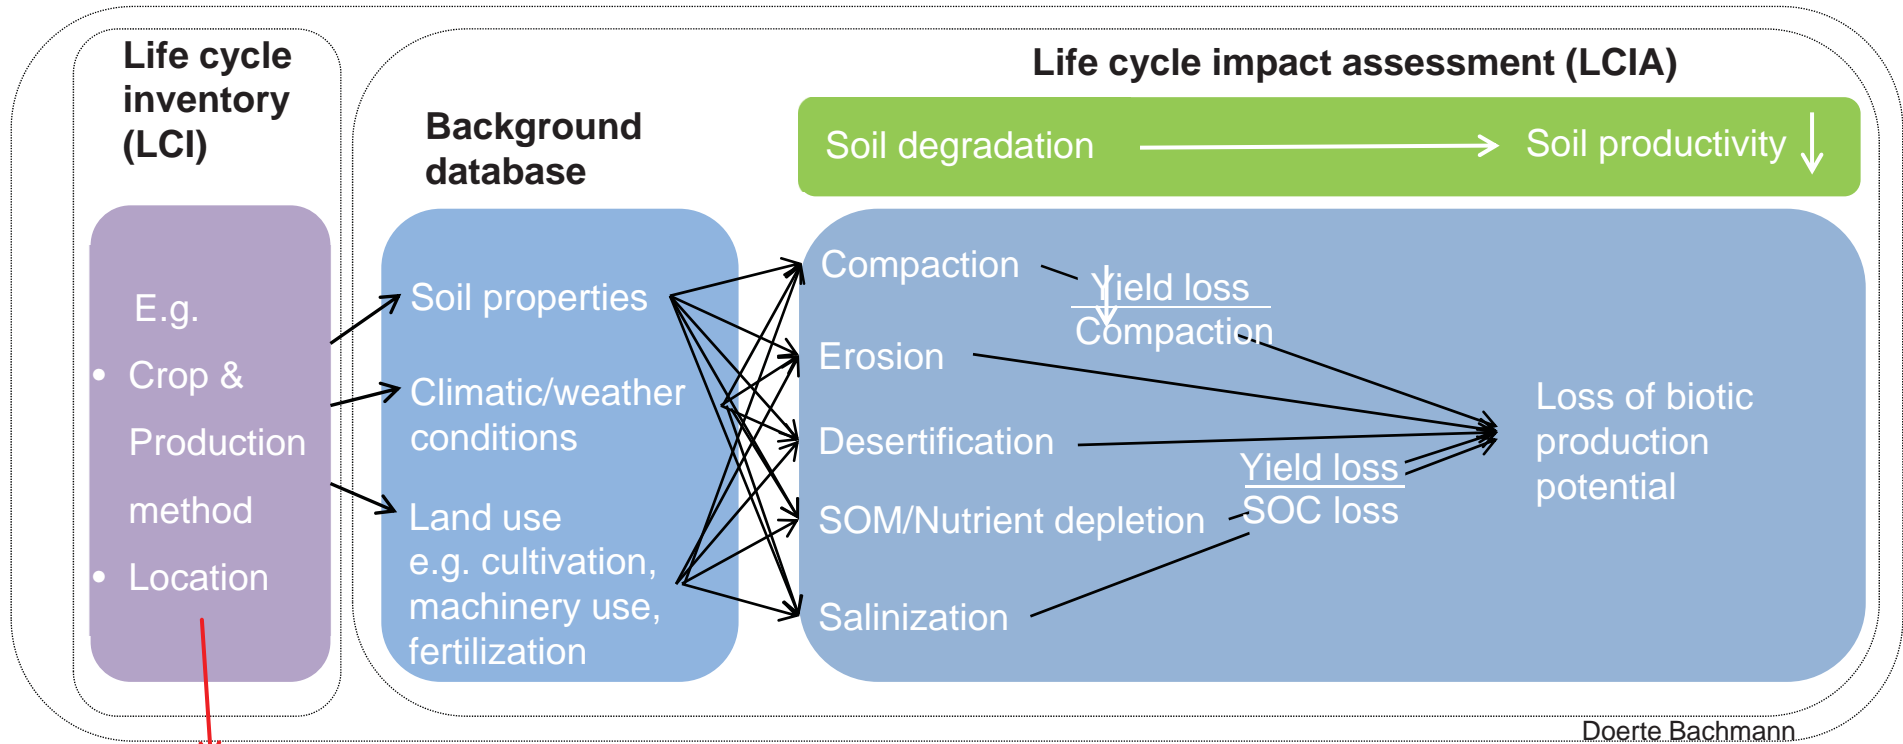 Life cycle
inventory
(LCI)
E.g.
• Crop &
Production
method
• Location
Background
database
Soil properties
Climatic/weather
conditions
Land use
e.g. cultivation,
machinery use,
fertilization
Life cycle impact assessment (LCIA)
Soil degradation
Soil productivity
Compaction
Yield loss
Compaction
Erosion
Desertification
SOM/Nutrient depletion
Yield loss
SOC loss
Salinization
Loss of biotic
production
potential
Doerte Bachmann